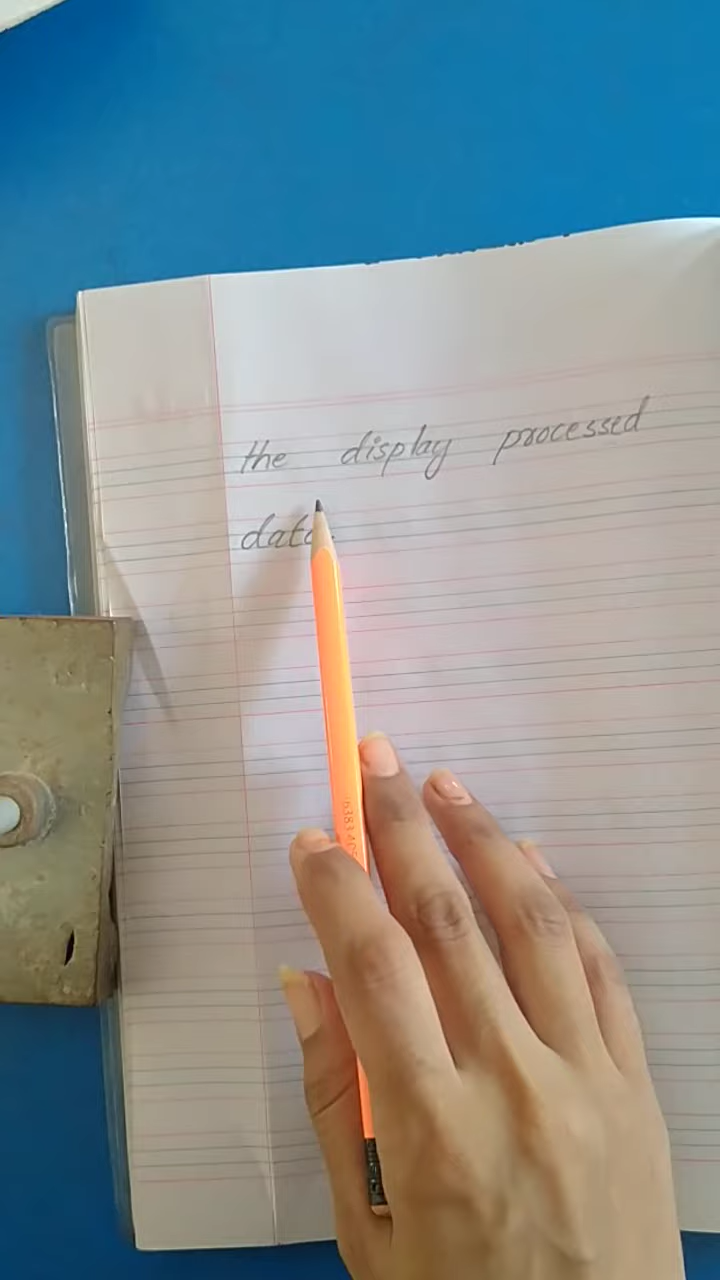 the display processed
data.